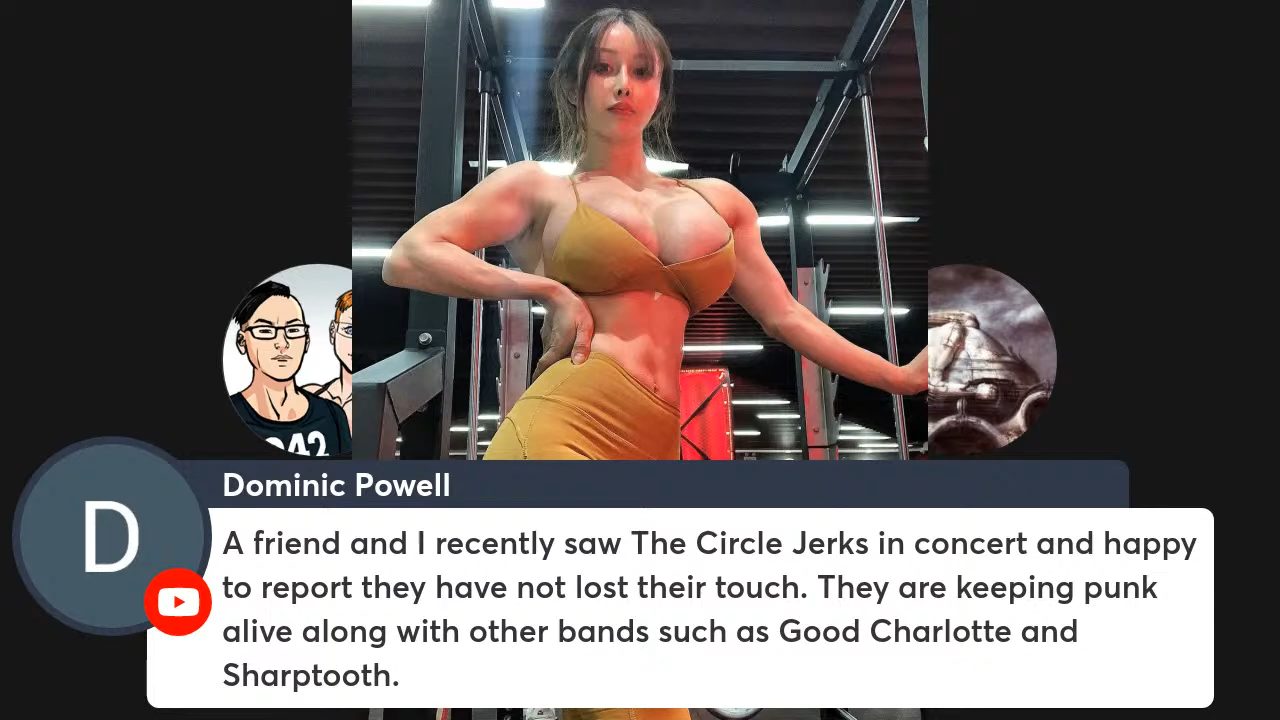 042
D
Dominic Powell
A friend and I recently saw The Circle Jerks in concert and happy
to report they have not lost their touch. They are keeping punk
alive along with other bands such as Good Charlotte and
Sharptooth.